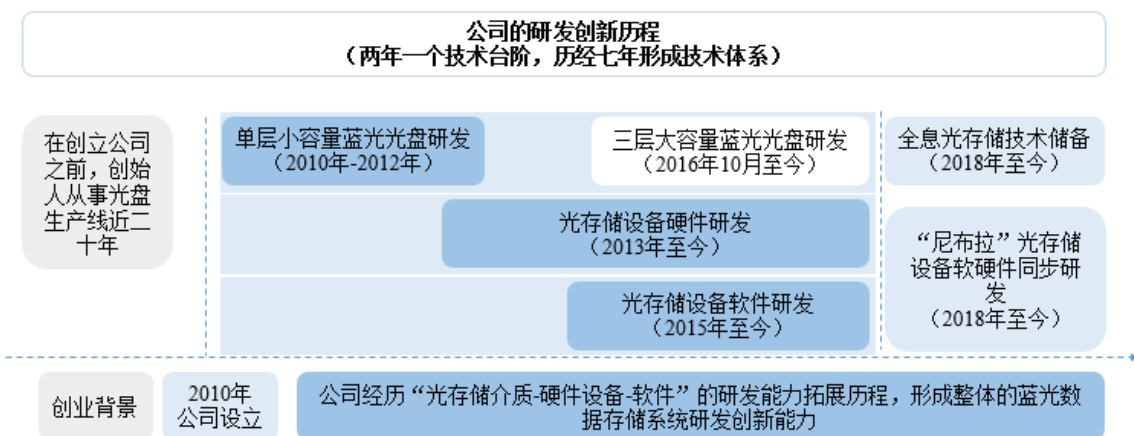 公司的研发创新历程
（两年一个技术台阶，历经七年形成技术体系）
在创立公司
之前，创始
人从事光盘
生产线近二
十年
单层小容量蓝光光盘研发
（2010年-2012年）
三层大容量蓝光光盘研发
（2016年10月至今）
全息光存储技术储备
（2018年至今）
光存储设备硬件研发
（2013年至今）
“尼布拉”光存储
设备软硬件同步研
发
（2018年至今）
光存储设备软件研发
（2015年至今）
创业背景
2010年
公司设立
公司经历“光存储介质-硬件设备-软件”的研发能力拓展历程，形成整体的蓝光数
据存储系统研发创新能力